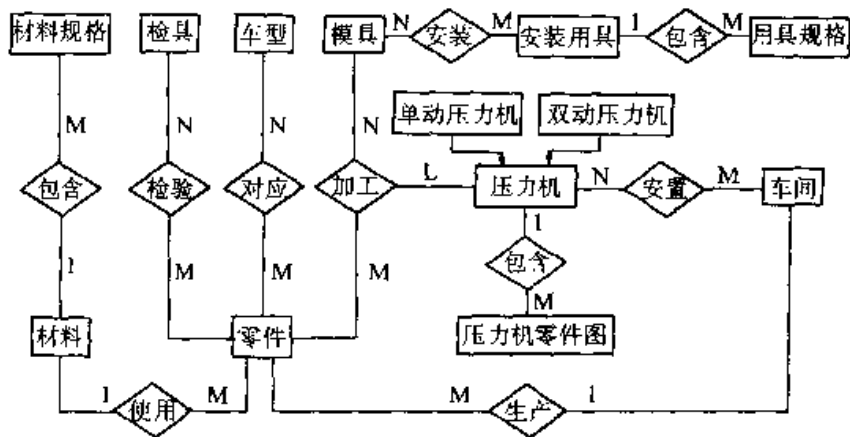 材料规格
检具
车型
模具
N
安装
M
安装用具
1
包含
M
用具规格
M
N
N
N
单动压力机
双动压力机
包含
检验
对应
加工
L
压力机
N
安置
M
车间
1
1
M
M
M
包含
M
材料
零件
压力机零件图
1
使用
M
M
生产
1